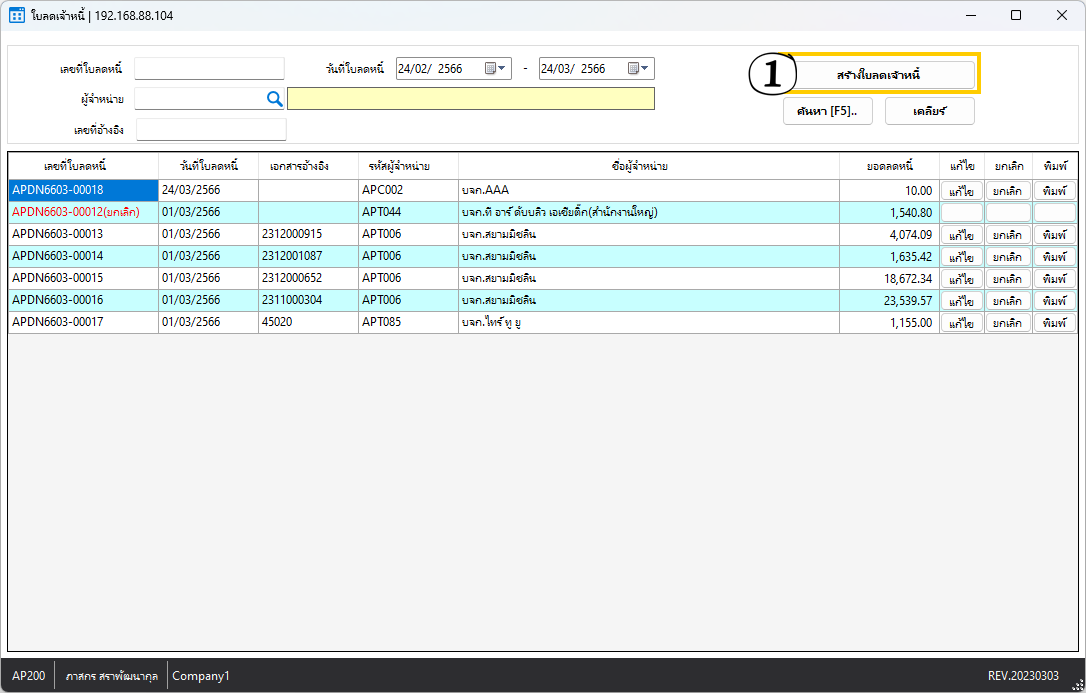 ใบลดเจ้าหนี้ | 192.168.88.104
เลขที่ใบลดหนี้ วันที่ใบลดหนี้ 24/02/ 2566 - 24/03/ 2566 1 สร้างใบลดเจ้าหนี้
ผู้จำหน่าย ค้นหา [F5].. เคลียร์
เลขที่อ้างอิง
เลขที่ใบลดหนี้ วันที่ใบลดหนี้ เอกสารอ้างอิง รหัสผู้จำหน่าย ชื่อผู้จำหน่าย ยอดลดหนี้ แก้ไข ยกเลิก พิมพ์
APDN6603-00018 24/03/2566 APC002 บจก.AAA 10.00 แก้ไข ยกเลิก พิมพ์
APDN6603-00012(ยกเลิก) 01/03/2566 APT044 บจก.ที อาร์ ดับบลิว เอเซียติ๊ก(สำนักงานใหญ่) 1,540.80
APDN6603-00013 01/03/2566 2312000915 APT006 บจก.สยามมิชลิน 4,074.09 แก้ไข ยกเลิก พิมพ์
APDN6603-00014 01/03/2566 2312001087 APT006 บจก.สยามมิชลิน 1,635.42 แก้ไข ยกเลิก พิมพ์
APDN6603-00015 01/03/2566 2312000652 APT006 บจก.สยามมิชลิน 18,672.34 แก้ไข ยกเลิก พิมพ์
APDN6603-00016 01/03/2566 2311000304 APT006 บจก.สยามมิชลิน 23,539.57 แก้ไข ยกเลิก พิมพ์
APDN6603-00017 01/03/2566 45020 APT085 บจก.ไทร์ ทู ยู 1,155.00 แก้ไข ยกเลิก พิมพ์
AP200 ภาสกร สราพัฒนากุล Company1 REV.20230303